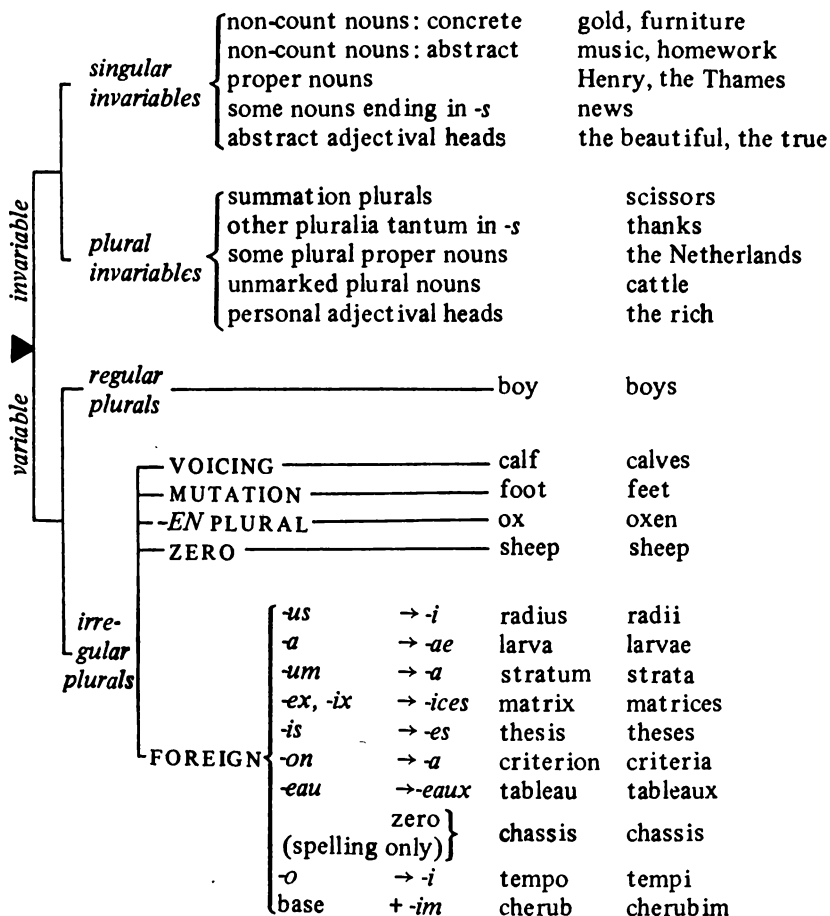 non-count nouns: concrete gold, furniture
non-count nouns: abstract music, homework
singular invariables proper nouns Henry, the Thames
some nouns ending in -s news
abstract adjectival heads the beautiful, the true
invariable
summation plurals scissors
other pluralia tantum in -s thanks
plural invariables some plural proper nouns the Netherlands
unmarked plural nouns cattle
personal adjectival heads the rich
variable
regular plurals boy boys
VOICING calf calves
MUTATION foot feet
-EN PLURAL ox oxen
ZERO sheep sheep
irre-
gular
plurals
FOREIGN
-us → -i radius radii
-a → -ae larva larvae
-um → -a stratum strata
-ex, -ix → -ices matrix matrices
-is → -es thesis theses
-on → -a criterion criteria
-eau →-eaux tableau tableaux
zero
(spelling only) chassis chassis
-o → -i tempo tempi
base + -im cherub cherubim